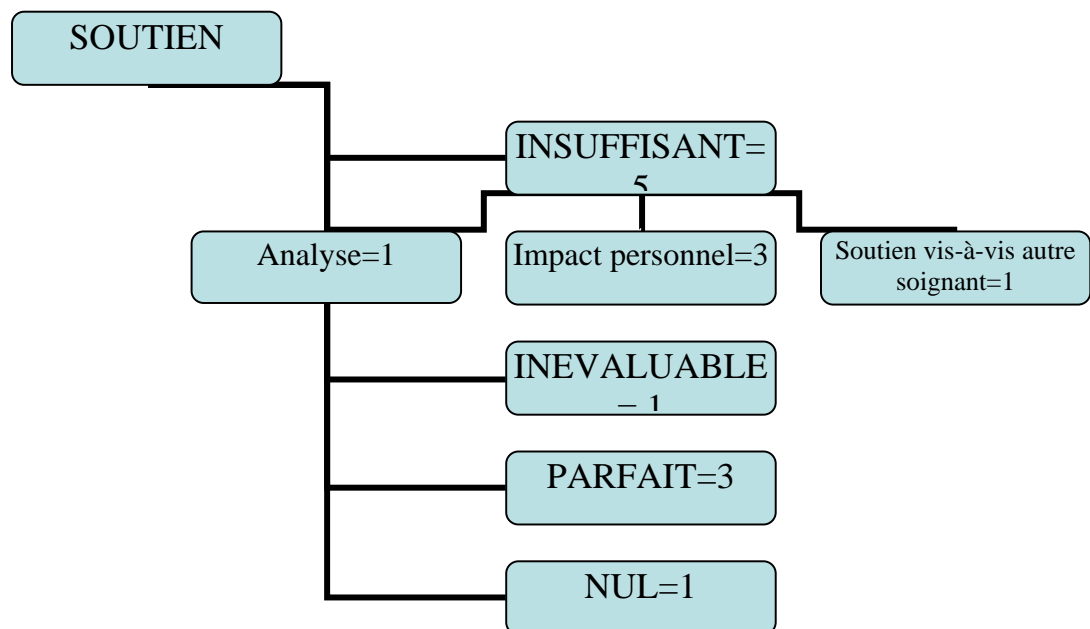 SOUTIEN
INSUFFISANT=
5
Analyse=1
Impact personnel=3
Soutien vis-à-vis autre
soignant=1
INEVALUABLE
= 1
PARFAIT=3
NUL=1